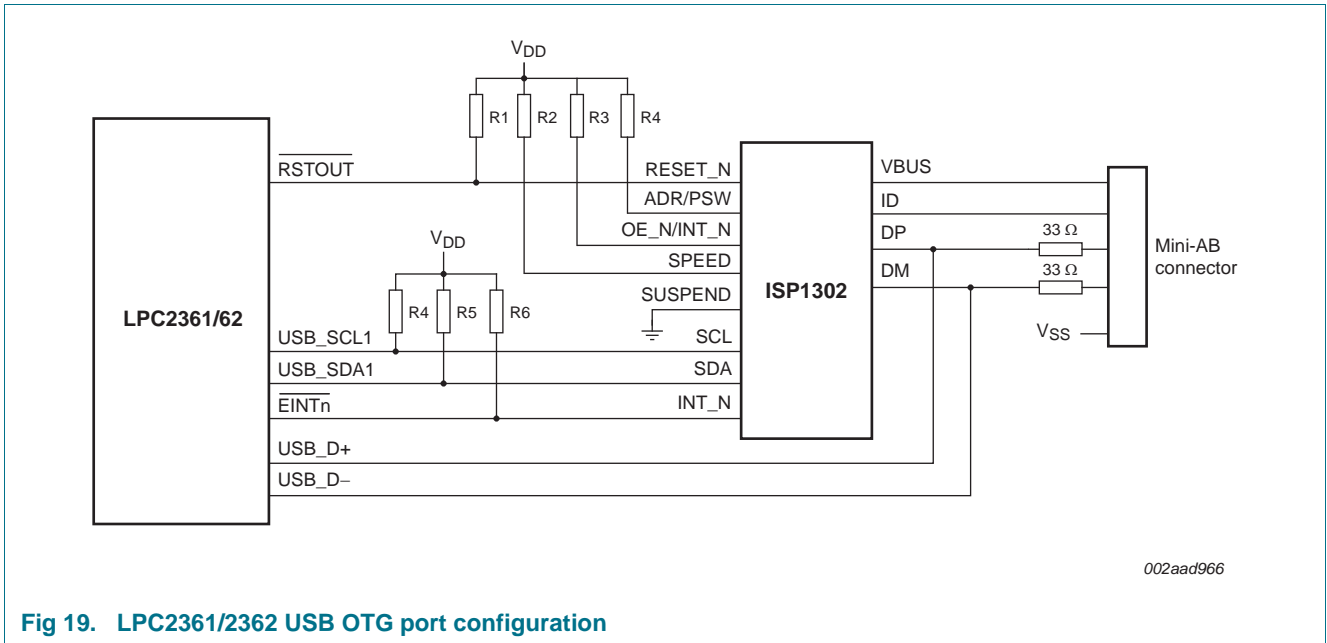 VDD
R1
R2
R3
R4
RSTOUT
RESET_N
VBUS
ADR/PSW
ID
OE_N/INT_N
DP
33 Ω
VDD
SPEED
DM
33 Ω
Mini-AB
connector
SUSPEND
ISP1302
LPC2361/62
R4
R5
R6
VSS
USB_SCL1
SCL
USB_SDA1
SDA
EINTn
INT_N
USB_D+
USB_D−
002aad966
Fig 19. LPC2361/2362 USB OTG port configuration